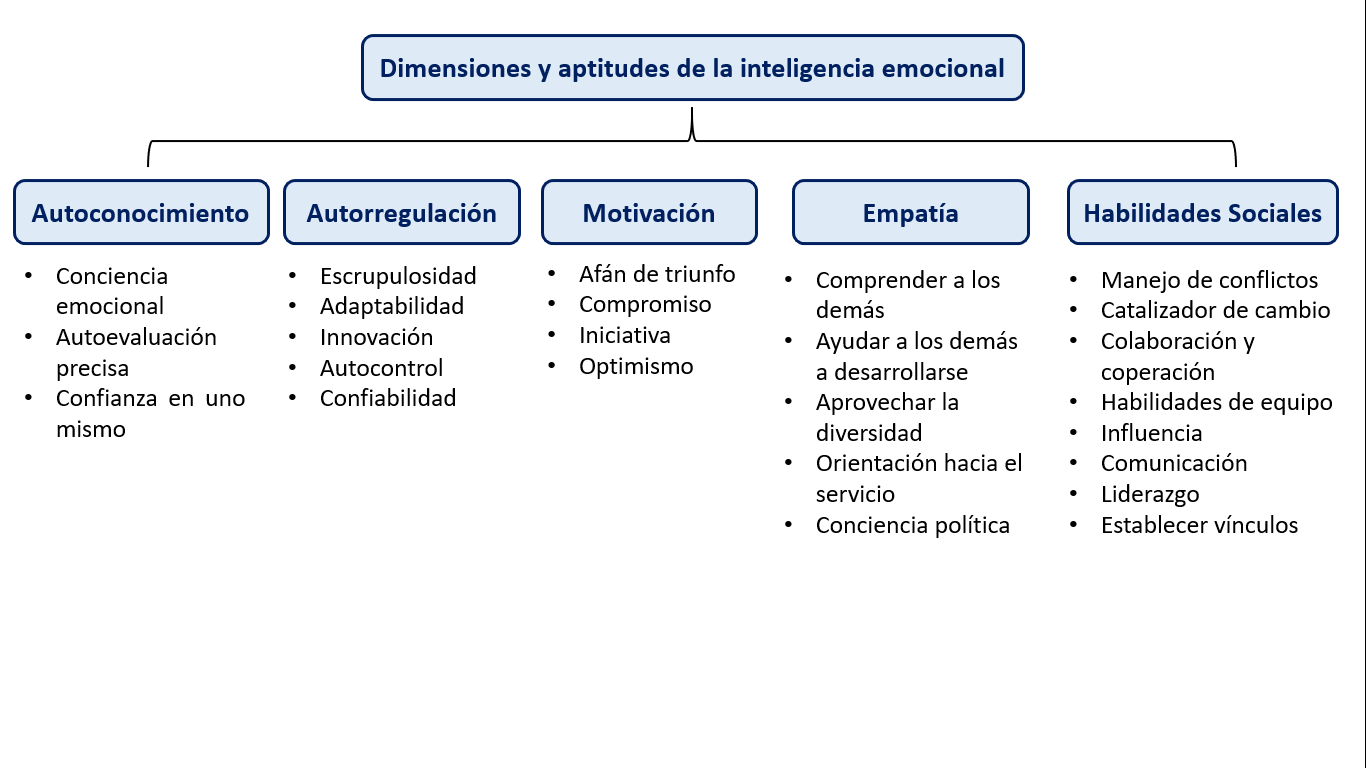 Dimensiones y aptitudes de la inteligencia emocional
Autoconocimiento
• Conciencia
emocional
• Autoevaluación
precisa
• Confianza en uno
mismo
Autorregulación
• Escrupulosidad
• Adaptabilidad
• Innovación
• Autocontrol
• Confiabilidad
Motivación
• Afán de triunfo
• Compromiso
• Iniciativa
• Optimismo
Empatía
• Comprender a los
demás
• Ayudar a los demás
a desarrollarse
• Aprovechar la
diversidad
• Orientación hacia el
servicio
• Conciencia política
Habilidades Sociales
• Manejo de conflictos
• Catalizador de cambio
• Colaboración y
coperación
• Habilidades de equipo
• Influencia
• Comunicación
• Liderazgo
• Establecer vínculos